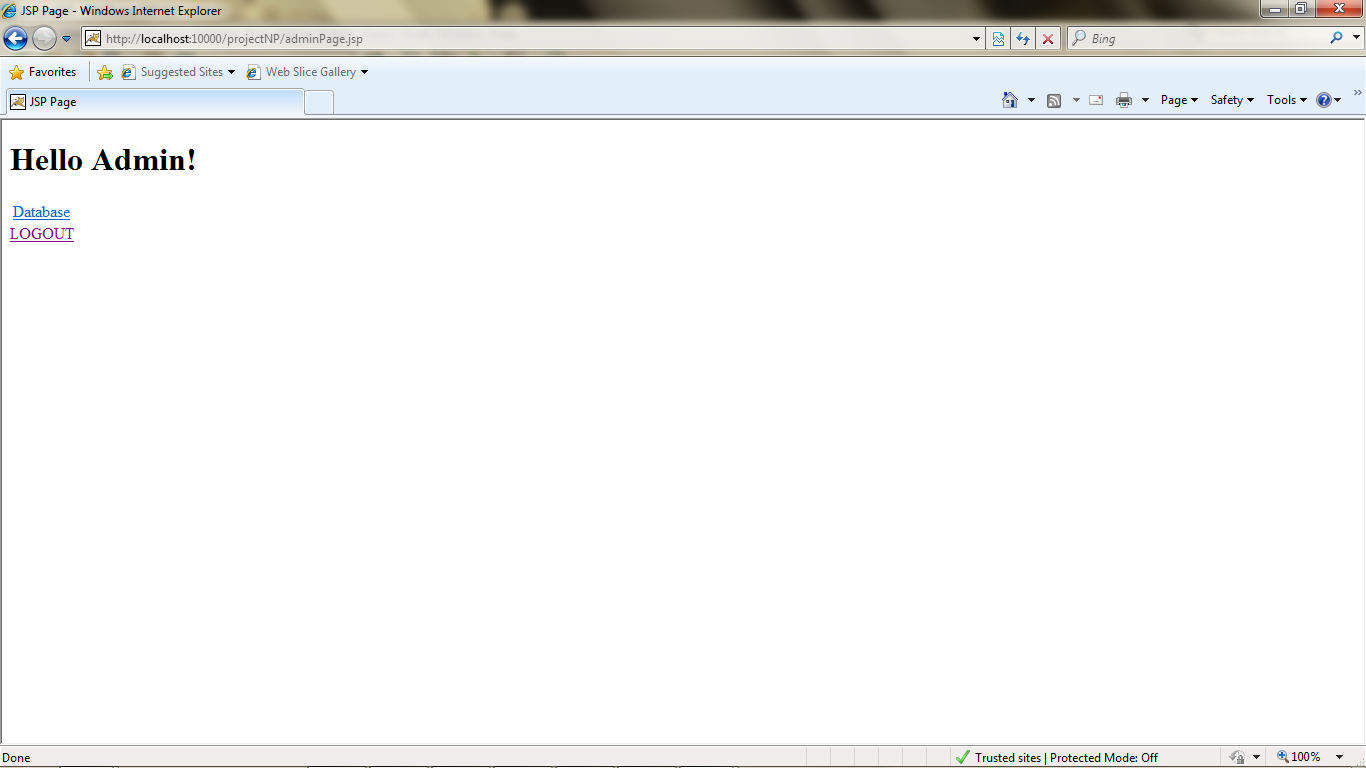 JSP Page - Windows Internet Explorer
http://localhost:10000/projectNP/adminPage.jsp
Bing
Favorites
Suggested Sites
Web Slice Gallery
JSP Page
Page
Safety
Tools
Hello Admin!
Database
LOGOUT
Done
Trusted sites | Protected Mode: Off
100%